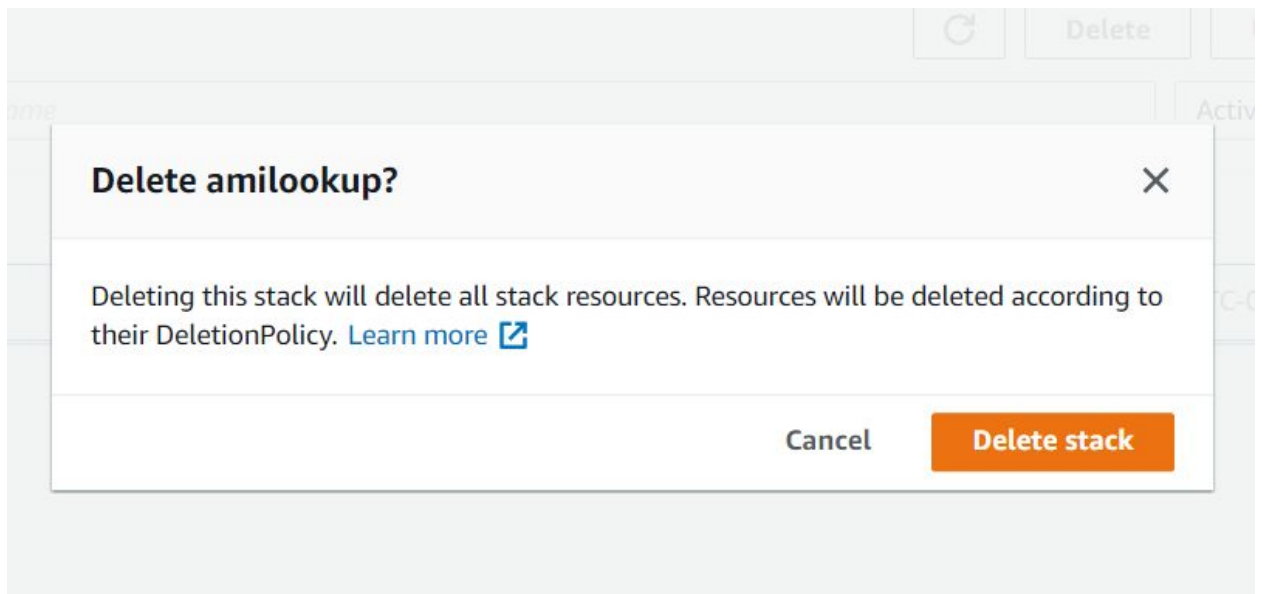 Delete
Activ
Delete amilookup?
Deleting this stack will delete all stack resources. Resources will be deleted according to
their DeletionPolicy. Learn more
Cancel
Delete stack